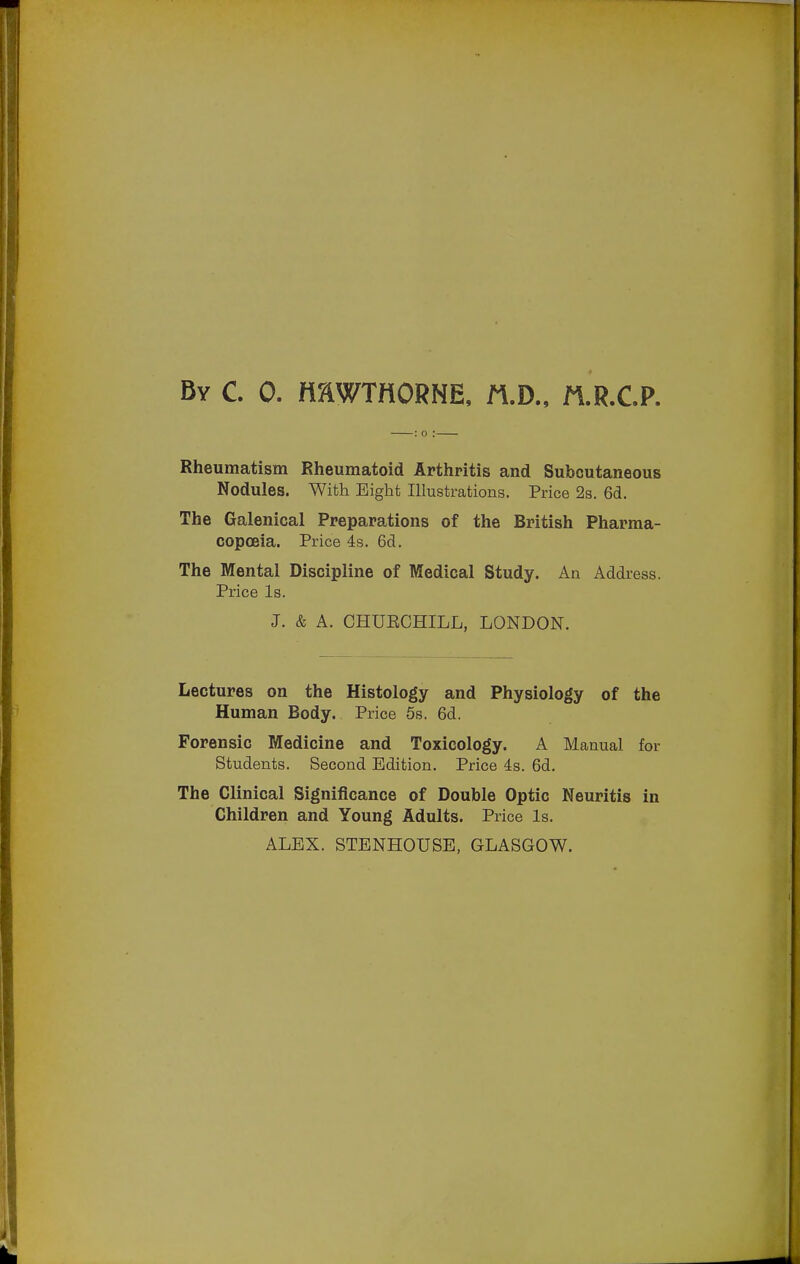 By C. O. HAWTHORNE, M.D., M.R.C.P.
——: o :——
Rheumatism Rheumatoid Arthritis and Subcutaneous
Nodules. With Eight Illustrations. Price 2s. 6d.
The Galenical Preparations of the British Pharma-
copœia. Price 4s. 6d.
The Mental Discipline of Medical Study. An Address.
Price 1s.
J. & A. CHURCHILL, LONDON.
Lectures on the Histology and Physiology of the
Human Body. Price 5s. 6d.
Forensic Medicine and Toxicology. A Manual for
Students. Second Edition. Price 4s. 6d.
The Clinical Significance of Double Optic Neuritis in
Children and Young Adults. Price 1s.
ALEX. STENHOUSE, GLASGOW.